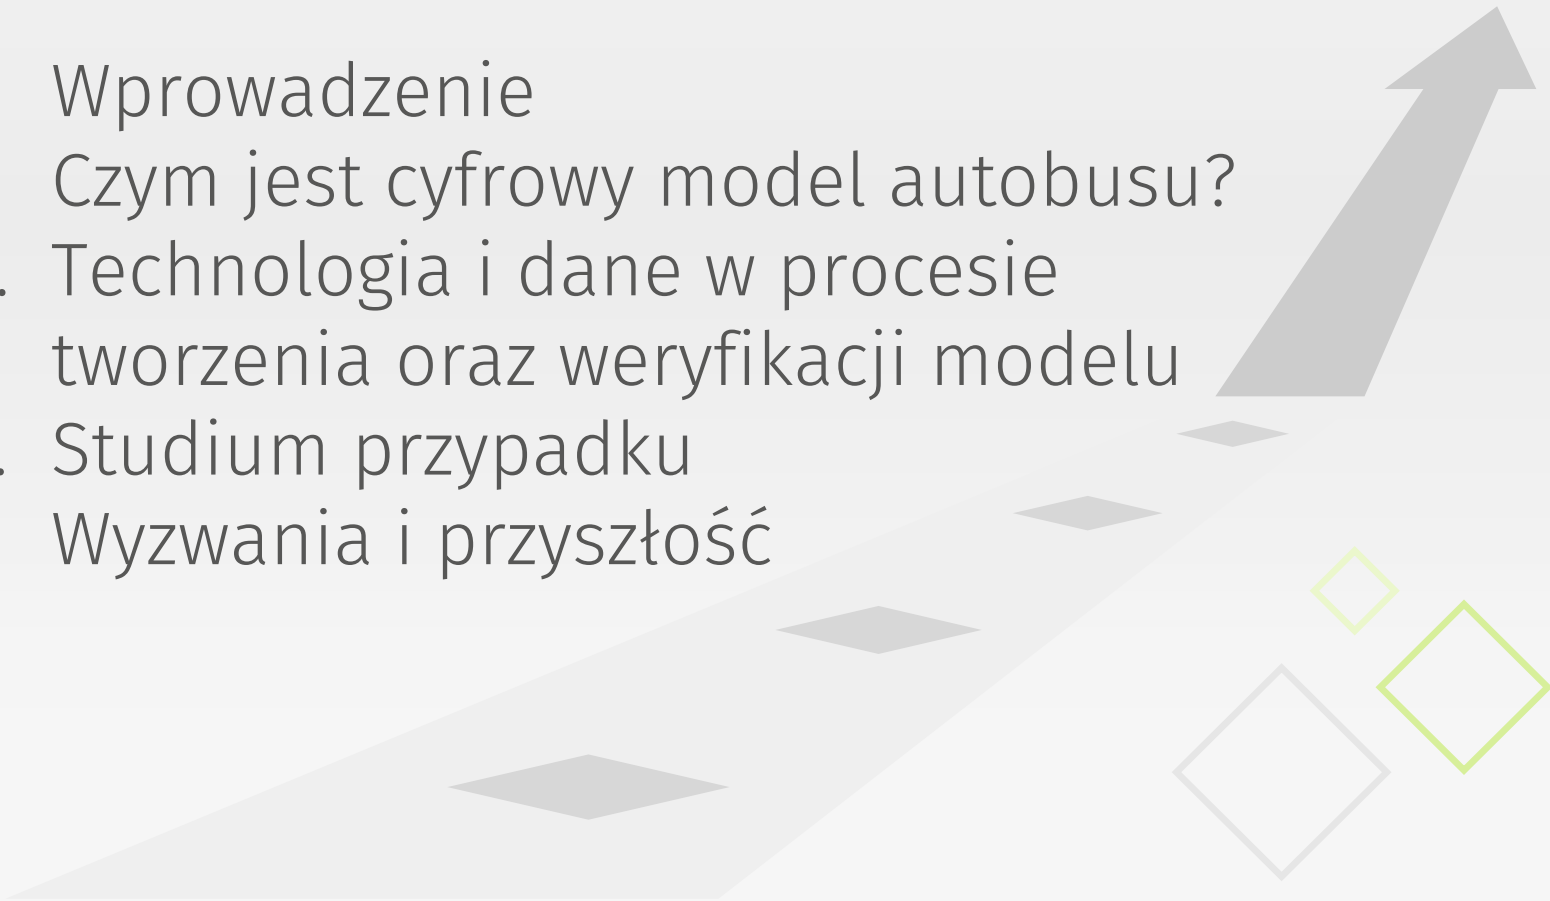 Wprowadzenie
Czym jest cyfrowy model autobusu?
. Technologia i dane w procesie
tworzenia oraz weryfikacji modelu
. Studium przypadku
Wyzwania i przyszłość